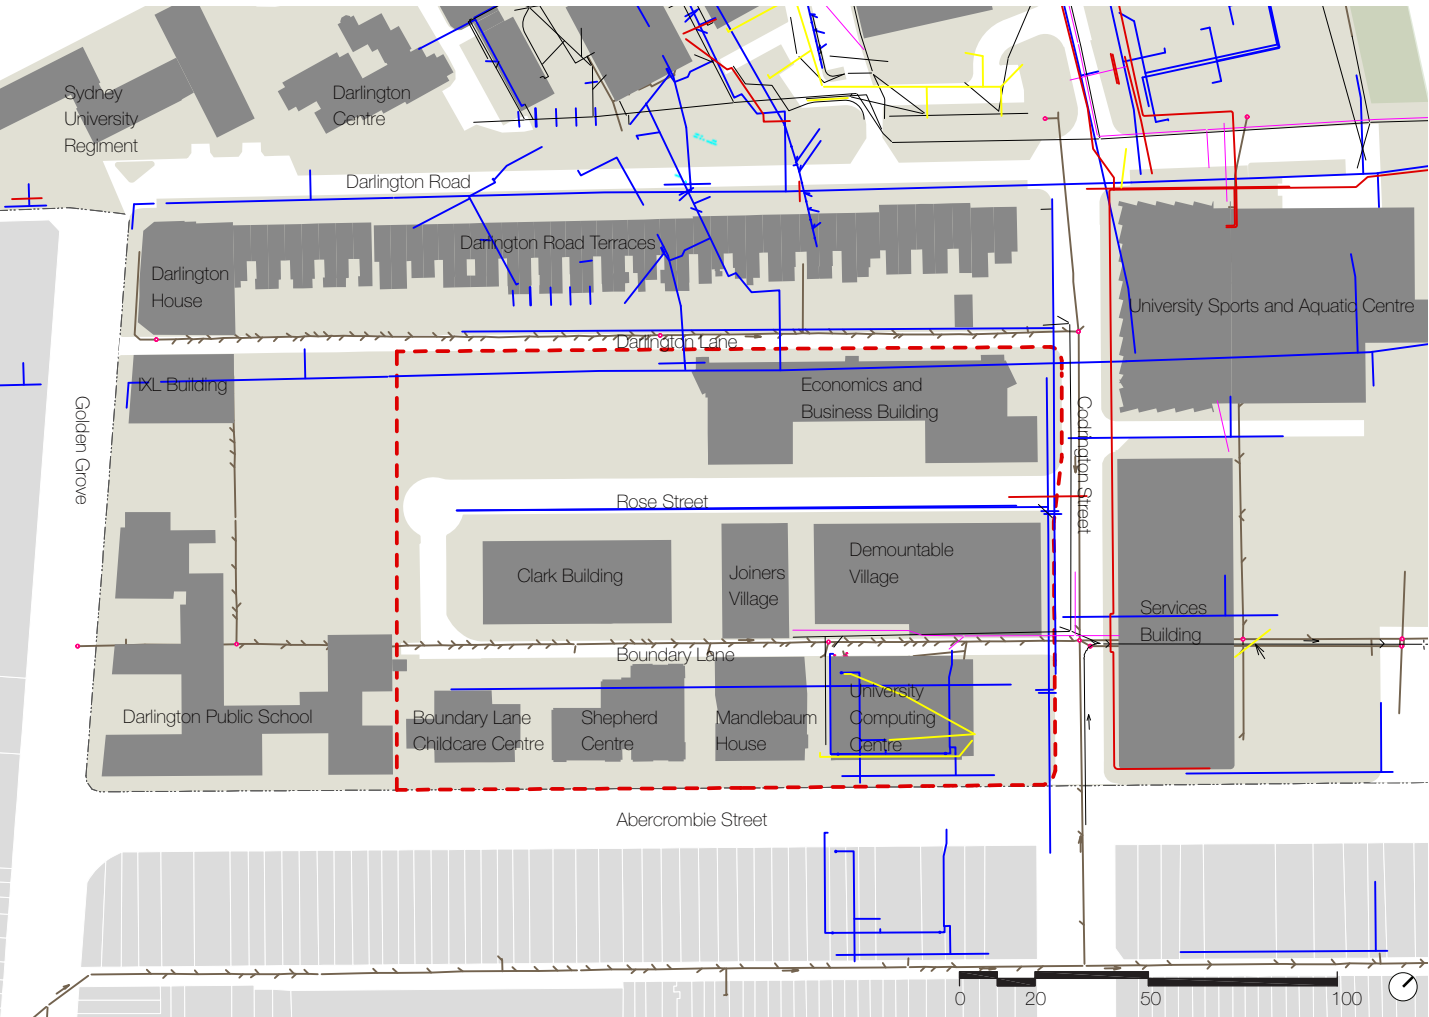 Sydney
University
Regiment
Darlington
Centre
Darlington Road
Darlington Road Terraces
Darlington
House
University Sports and Aquatic Centre
Darlington Lane
IXL Building
Economics and
Business Building
Golden Grove
Codrington Street
Rose Street
Clark Building
Joiners
Village
Demountable
Village
Services
Building
Boundary Lane
Darlington Public School
Boundary Lane
Childcare Centre
Shepherd
Centre
Mandlebaum
House
University
Computing
Centre
Abercrombie Street
0 20 50 100